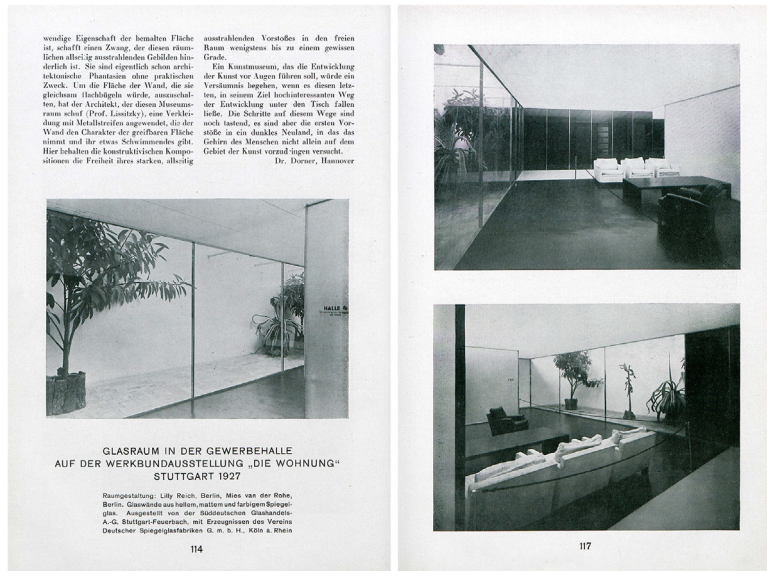 wendige Eigenschaft der bemalten Fläche
ist, schafft einen Zwang, der diesen räum-
lichen allsei.ig ausstrahlenden Gebilden hin-
derlich ist. Sie sind eigentlich schon archi-
tektonische Phantasien ohne praktischen
Zweck. Um die Fläche der Wand, die sie
gleichsam flachbügeln würde, auszuschal-
ten, hat der Architekt, der diesen Museums-
raum schuf (Prof. Lissitzky), eine Verklei-
dung mit Metallstreifen angewendet, die der
Wand den Charakter der greifbaren Fläche
nimmt und ihr etwas Schwimmendes gibt.
Hier behalten die konstruktivischen Kompo-
sitionen die Freiheit ihres starken, allseitig
ausstrahlenden Vorstoßes in den freien
Raum wenigstens bis zu einem gewissen
Grade.
Ein Kunstmuseum, das die Entwicklung
der Kunst vor Augen führen soll, würde ein
Versäumnis begehen, wenn es diesen letz-
ten, in seinem Ziel hochinteressanten Weg
der Entwicklung unter den Tisch fallen
ließe. Die Schritte auf diesem Wege sind
noch tastend, es sind aber die ersten Vor-
stöße in ein dunkles Neuland, in das das
Gehirn des Menschen nicht allein auf dem
Gebiet der Kunst vorzudringen versucht.
Dr. Dorner, Hannover
HALLE
GLASRAUM IN DER GEWERBEHALLE
AUF DER WERKBUNDAUSSTELLUNG „DIE WOHNUNG“
STUTTGART 1927
Raumgestaltung: Lilly Reich, Berlin, Mies van der Rohe,
Berlin. Glaswände aus hellem, mattem und farbigem Spiegel-
glas. Ausgestellt von der Süddeutschen Glashandels-
A.-G. Stuttgart-Feuerbach, mit Erzeugnissen des Vereins
Deutscher Spiegelglasfabriken G. m. b. H., Köln a. Rhein
114
117